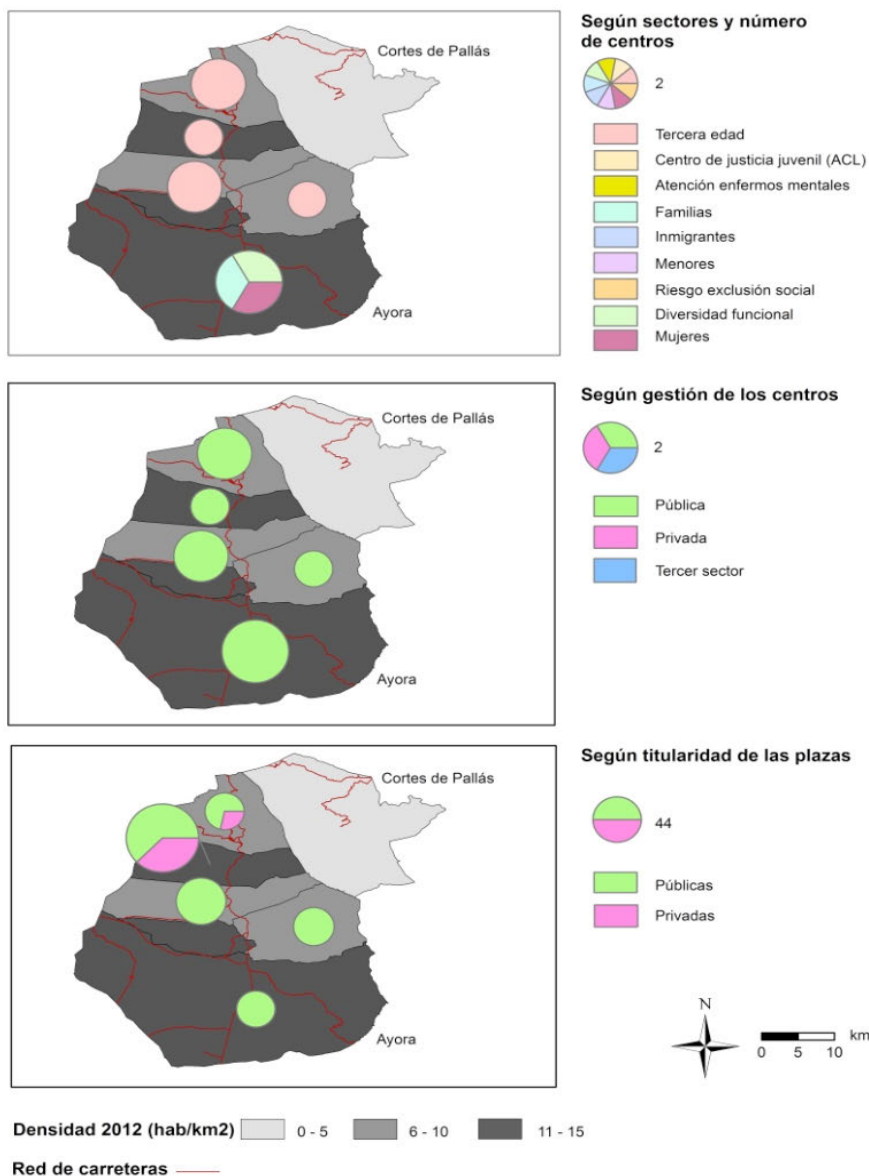 Según sectores y número
de centros
2
Tercera edad
Centro de justicia juvenil (ACL)
Atención enfermos mentales
Familias
Inmigrantes
Menores
Riesgo exclusión social
Diversidad funcional
Mujeres
Cortes de Pallás
Ayora
Según gestión de los centros
2
Pública
Privada
Tercer sector
Cortes de Pallás
Ayora
Según titularidad de las plazas
44
Públicas
Privadas
Cortes de Pallás
Ayora
N
km
0 5 10
Densidad 2012 (hab/km2) 0 - 5 6 - 10 11 - 15
Red de carreteras